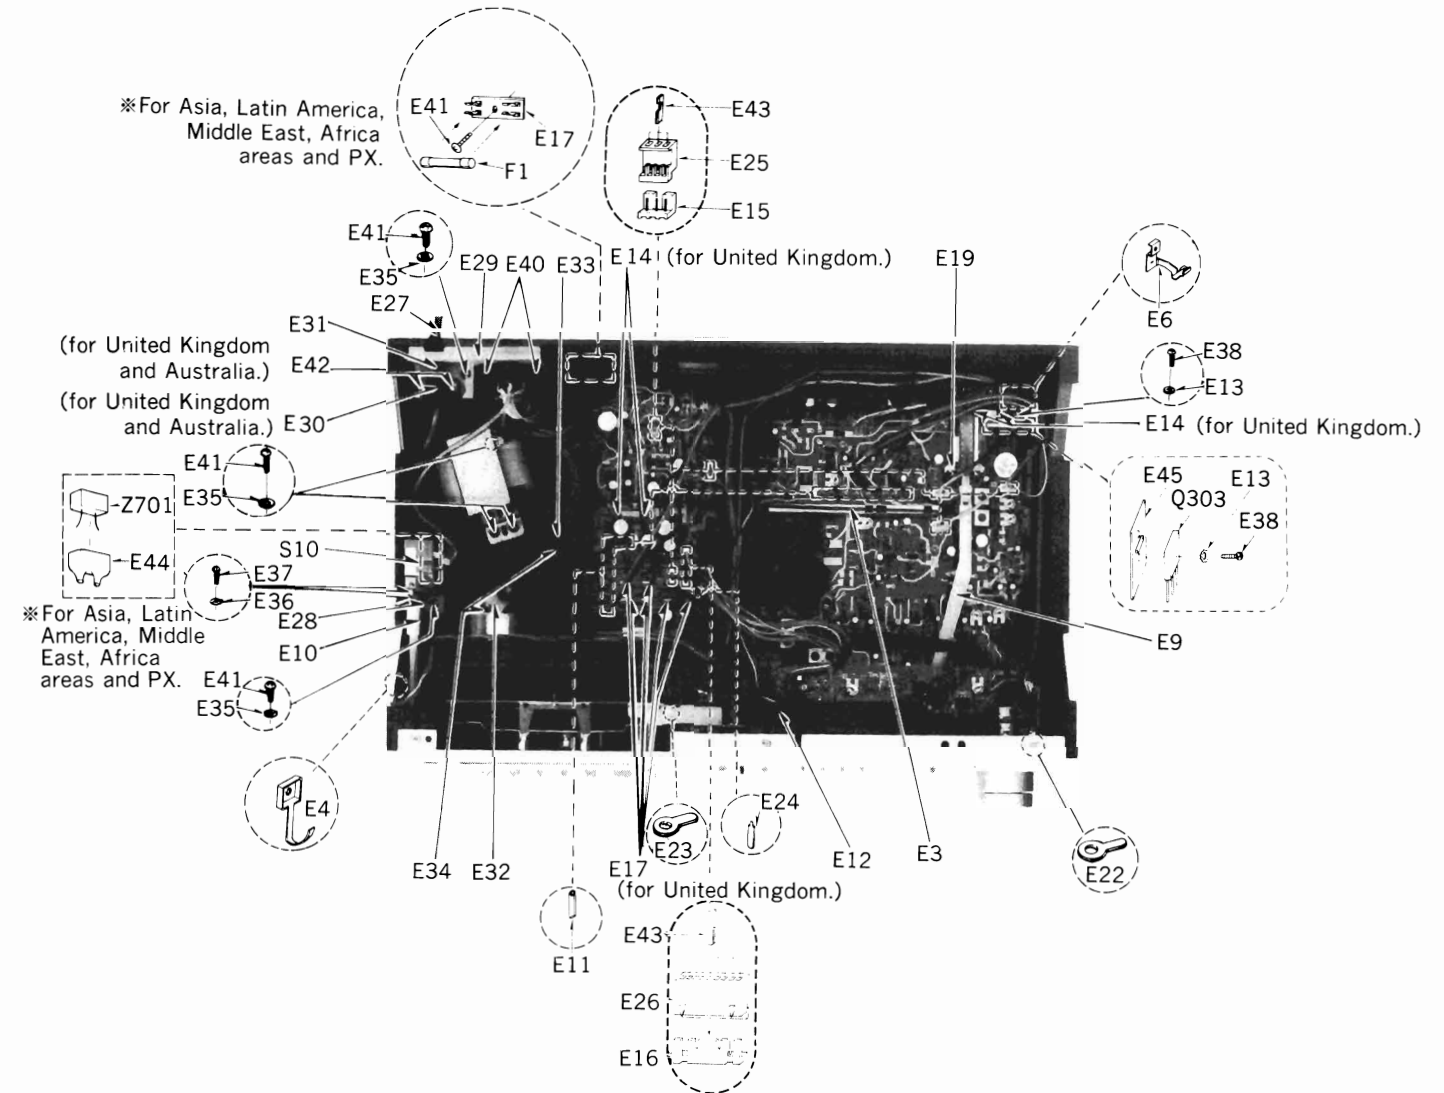 ※For Asia, Latin America,
Middle East, Africa
areas and PX.
E41
E17
F1
E43
E25
E15
E41
E35
E27
E29
E40
E33
E14 (for United Kingdom.)
E19
E6
E31
(for United Kingdom
and Australia.)
E42
(for United Kingdom
and Australia.)
E30
E38
E13
E14 (for United Kingdom.)
E41
E35
Z701
E44
S10
E37
E36
E28
E10
※For Asia, Latin
America, Middle
East, Africa
areas and PX.
E41
E35
E45
Q303
E13
E38
E9
E4
E34
E32
E17
(for United Kingdom.)
E23
E24
E12
E3
E22
E11
E43
E26
E16